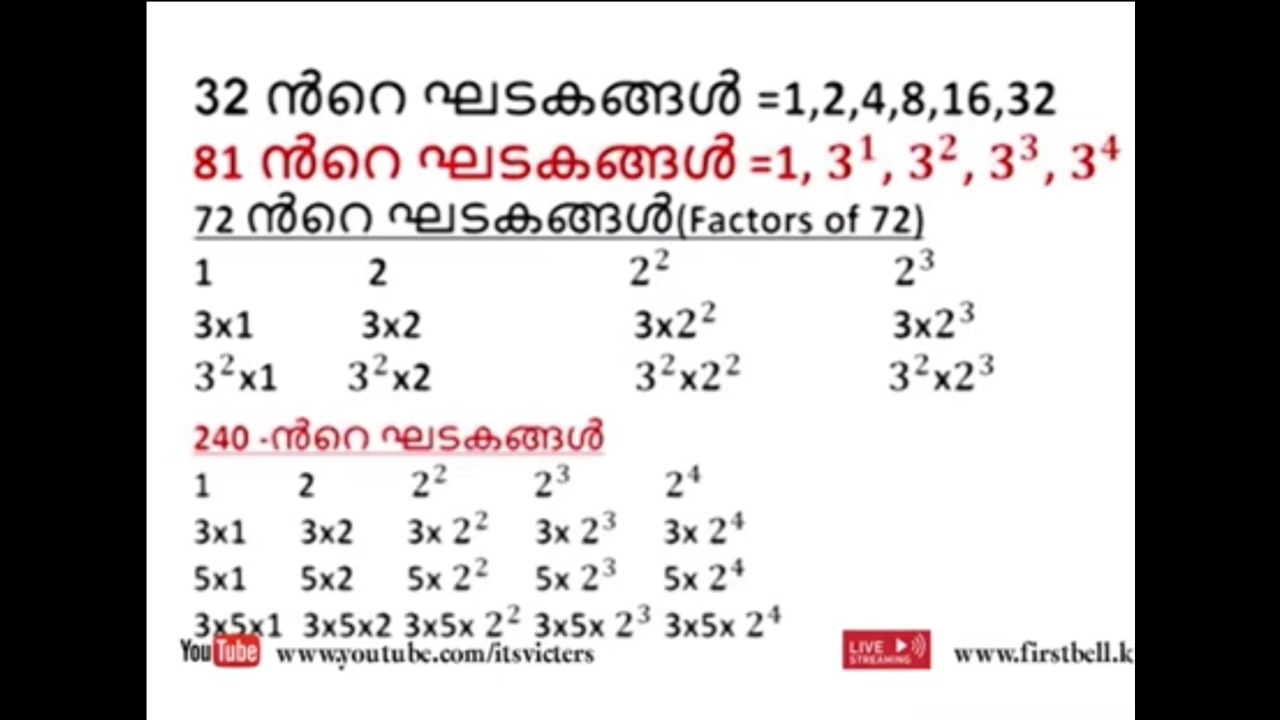 32 ൻറെ ഘടകങ്ങൾ =1,2,4,8,16,32
81 ൻറെ ഘടകങ്ങൾ =1, 3¹, 3², 3³, 3⁴
72 ൻറെ ഘടകങ്ങൾ(Factors of 72)
1 2 2² 2³
3x1 3x2 3x2² 3x2³
3²x1 3²x2 3²x2² 3²x2³
240 -ൻറെ ഘടകങ്ങൾ
1 2 2² 2³ 2⁴
3x1 3x2 3x 2² 3x 2³ 3x 2⁴
5x1 5x2 5x 2² 5x 2³ 5x 2⁴
3x5x1 3x5x2 3x5x 2² 3x5x 2³ 3x5x 2⁴
YouTube www.youtube.com/itsvicters LIVE STREAMING www.firstbell.k